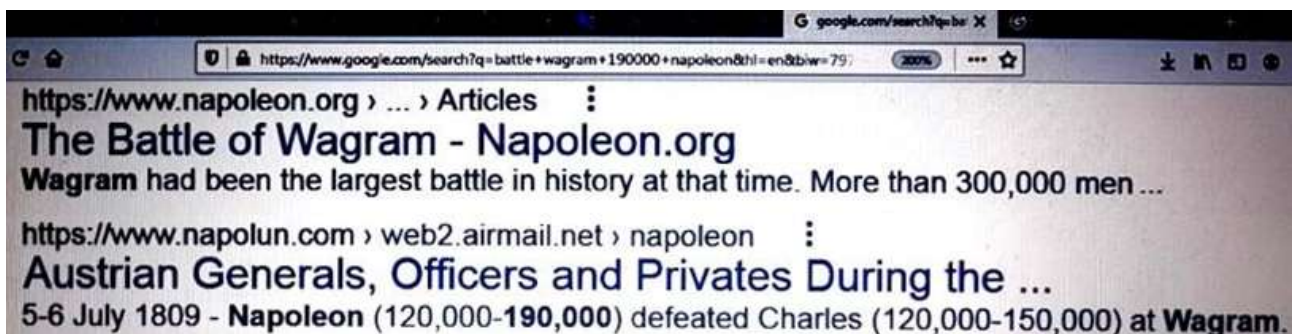 G google.com/search?q=ba
https://www.google.com/search?q=battle+wagram+190000+napoleon&hl=en&biw=797
200%
https://www.napoleon.org › ... › Articles
The Battle of Wagram - Napoleon.org
Wagram had been the largest battle in history at that time. More than 300,000 men ...
https://www.napolun.com › web2.airmail.net › napoleon
Austrian Generals, Officers and Privates During the ...
5-6 July 1809 - Napoleon (120,000-190,000) defeated Charles (120,000-150,000) at Wagram.